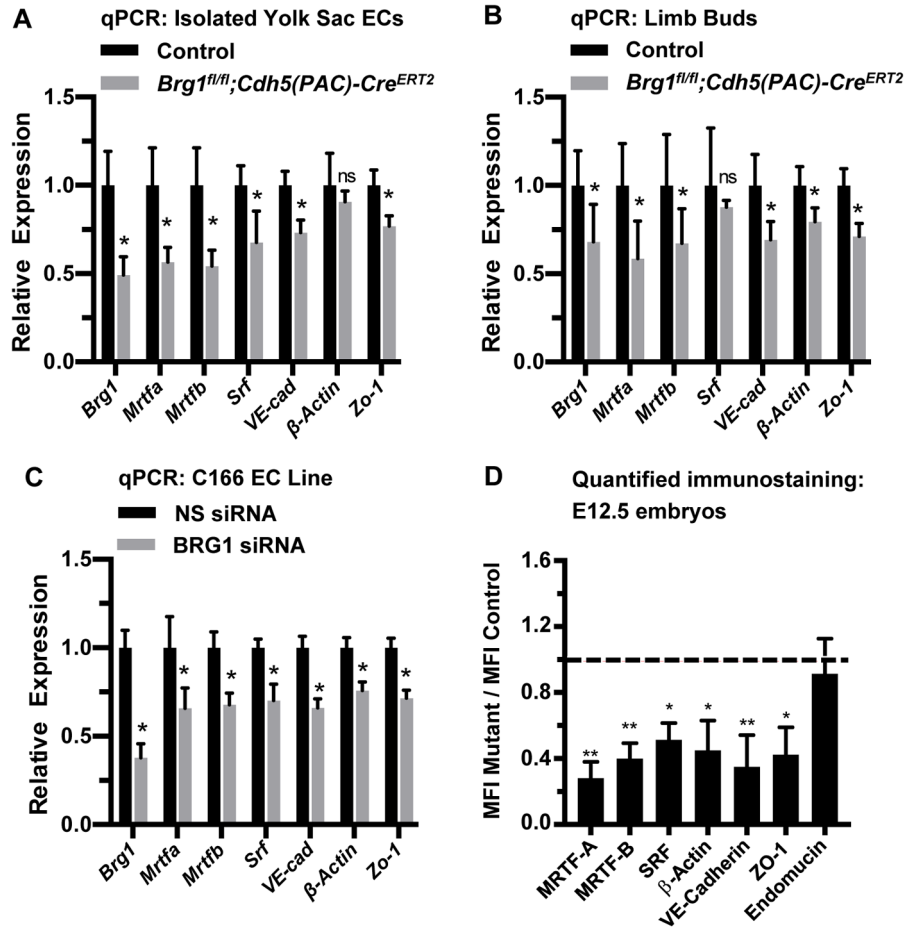 A
qPCR: Isolated Yolk Sac ECs
Control
Brg1fl/fl;Cdh5(PAC)-CreERT2
Relative Expression
1.5
1.0
0.5
0.0
*
*
*
*
*
ns
*
Brg1
Mrtfa
Mrtfb
Srf
VE-cad
β-Actin
Zo-1
B
qPCR: Limb Buds
Control
Brg1fl/fl;Cdh5(PAC)-CreERT2
Relative Expression
1.5
1.0
0.5
0.0
*
*
*
ns
*
*
*
Brg1
Mrtfa
Mrtfb
Srf
VE-cad
β-Actin
Zo-1
C
qPCR: C166 EC Line
NS siRNA
BRG1 siRNA
Relative Expression
1.5
1.0
0.5
0.0
*
*
*
*
*
*
*
Brg1
Mrtfa
Mrtfb
Srf
VE-cad
β-Actin
Zo-1
D
Quantified immunostaining:
E12.5 embryos
MFI Mutant / MFI Control
1.6
1.2
0.8
0.4
0.0
**
**
*
*
**
*
MRTF-A
MRTF-B
SRF
β-Actin
VE-Cadherin
ZO-1
Endomucin